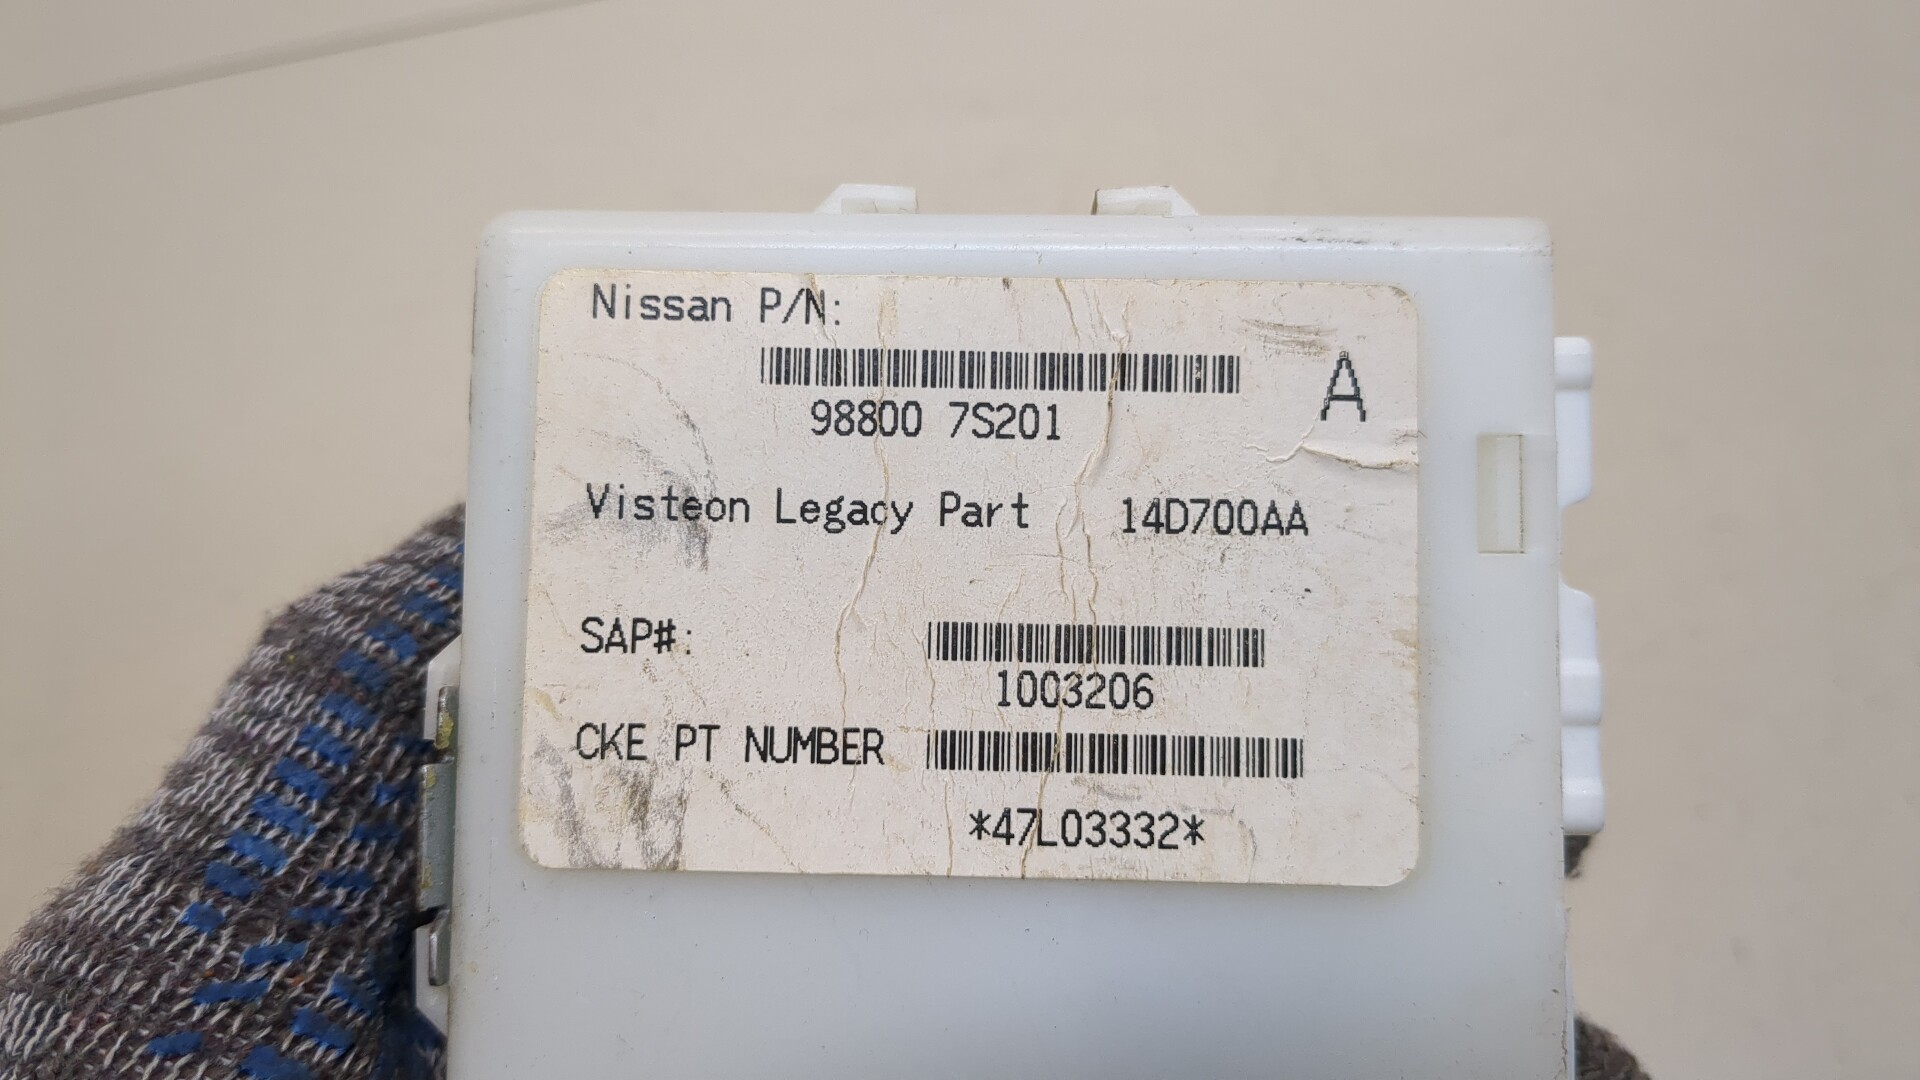 Nissan P/N:
98800 7S201
A
Visteon Legacy Part 14D700AA
SAP#:
1003206
CKE PT NUMBER
*47L03332*